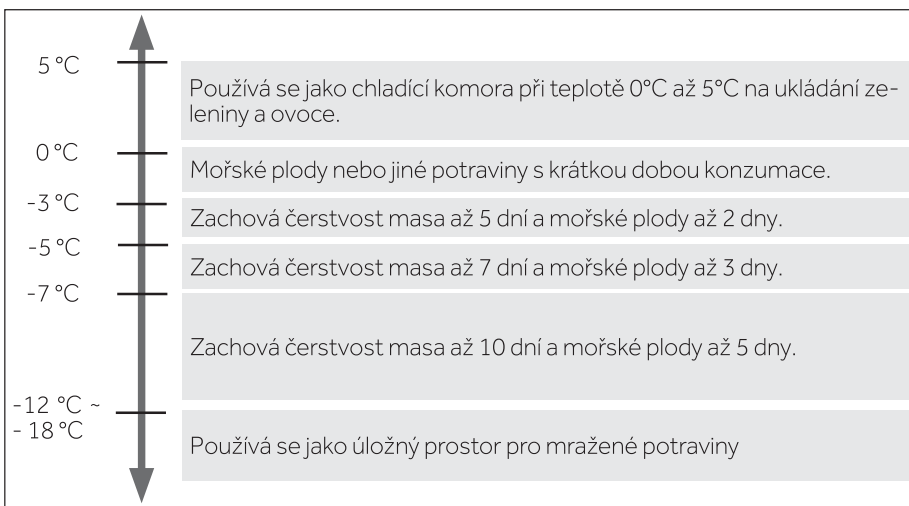 5 °C
Používá se jako chladící komora při teplotě 0°C až 5°C na ukládání ze-
leniny a ovoce.
0 °C
Mořské plody nebo jiné potraviny s krátkou dobou konzumace.
-3 °C
Zachová čerstvost masa až 5 dní a mořské plody až 2 dny.
-5 °C
Zachová čerstvost masa až 7 dní a mořské plody až 3 dny.
-7 °C
Zachová čerstvost masa až 10 dní a mořské plody až 5 dny.
-12 °C ~
- 18 °C
Používá se jako úložný prostor pro mražené potraviny